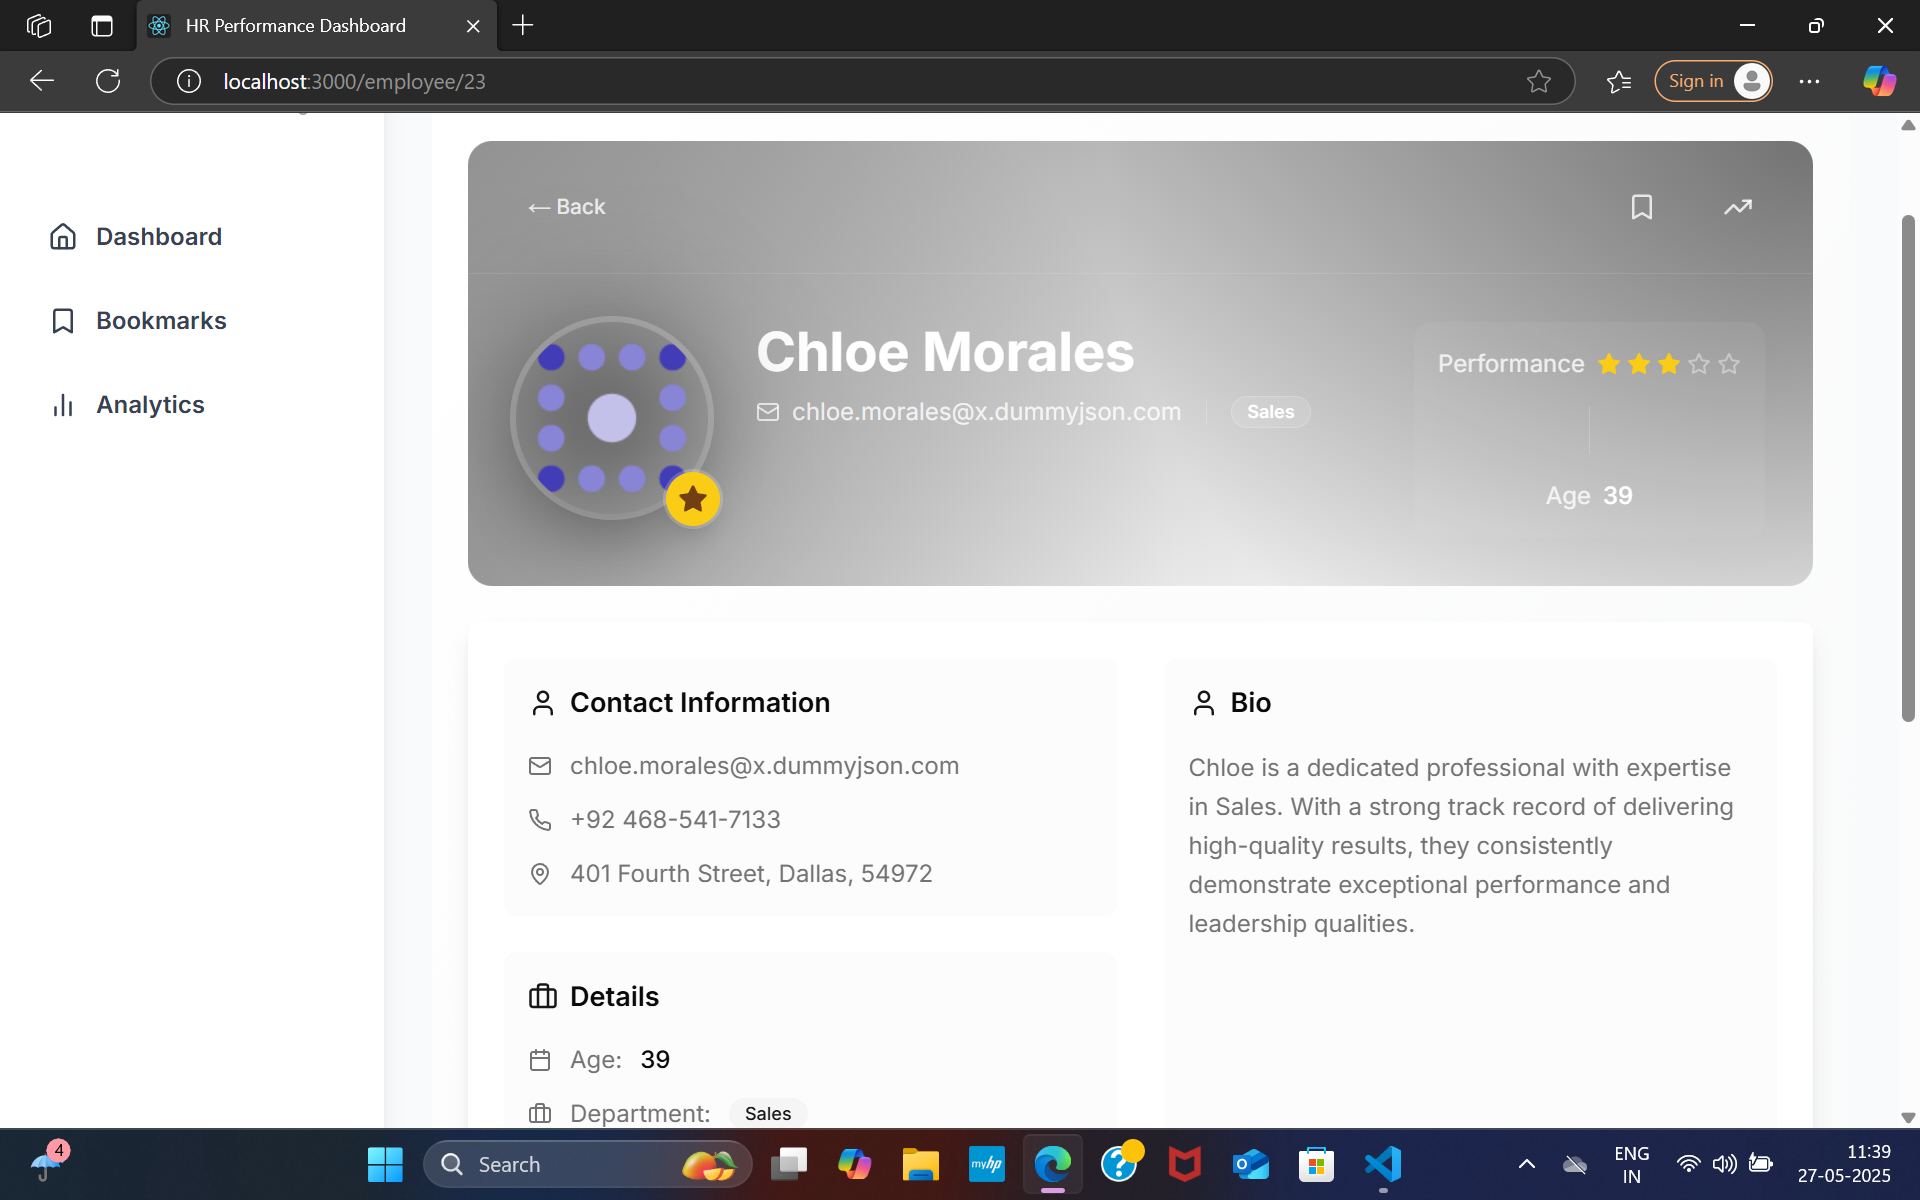 HR Performance Dashboard
localhost:3000/employee/23
Sign in
Dashboard
Bookmarks
Analytics
← Back
Chloe Morales
chloe.morales@x.dummyjson.com
Sales
Performance
Age 39
Contact Information
chloe.morales@x.dummyjson.com
+92 468-541-7133
401 Fourth Street, Dallas, 54972
Details
Age: 39
Department: Sales
Bio
Chloe is a dedicated professional with expertise
in Sales. With a strong track record of delivering
high-quality results, they consistently
demonstrate exceptional performance and
leadership qualities.
4
Search
myhp
ENG
IN
11:39
27-05-2025